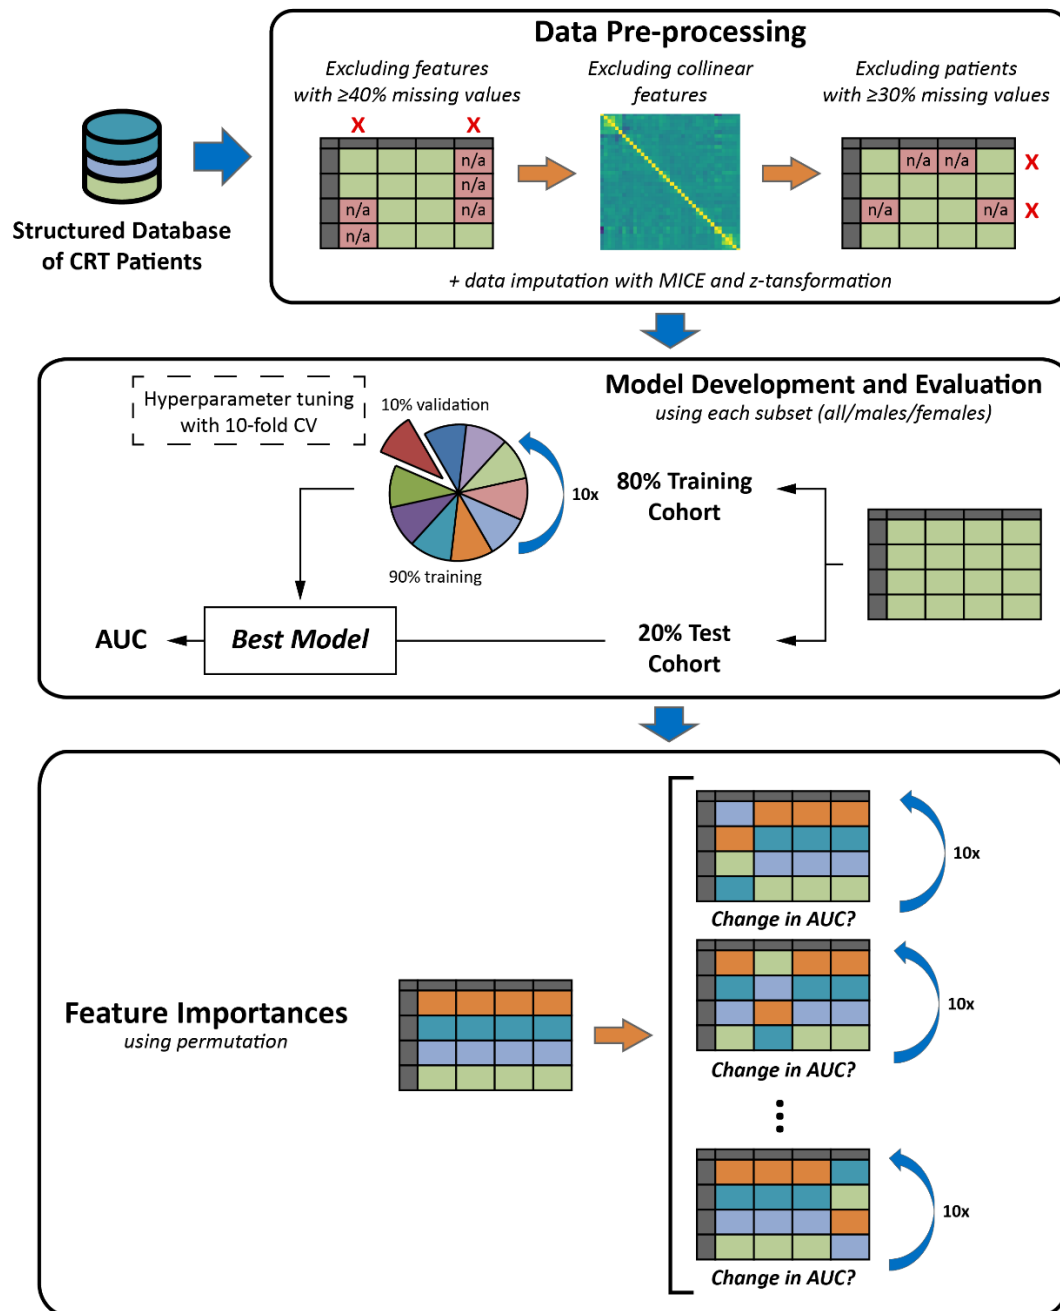 Data Pre-processing
Excluding features
with ≥40% missing values
Excluding collinear
features
Excluding patients
with ≥30% missing values
X X
n/a
n/a
n/a n/a
n/a
n/a n/a X
n/a n/a X
Structured Database
of CRT Patients
+ data imputation with MICE and z-tansformation
Model Development and Evaluation
using each subset (all/males/females)
Hyperparameter tuning
with 10-fold CV
10% validation
10x
90% training
80% Training
Cohort
20% Test
Cohort
Best Model
AUC
Feature Importances
using permutation
10x
Change in AUC?
10x
Change in AUC?
10x
Change in AUC?